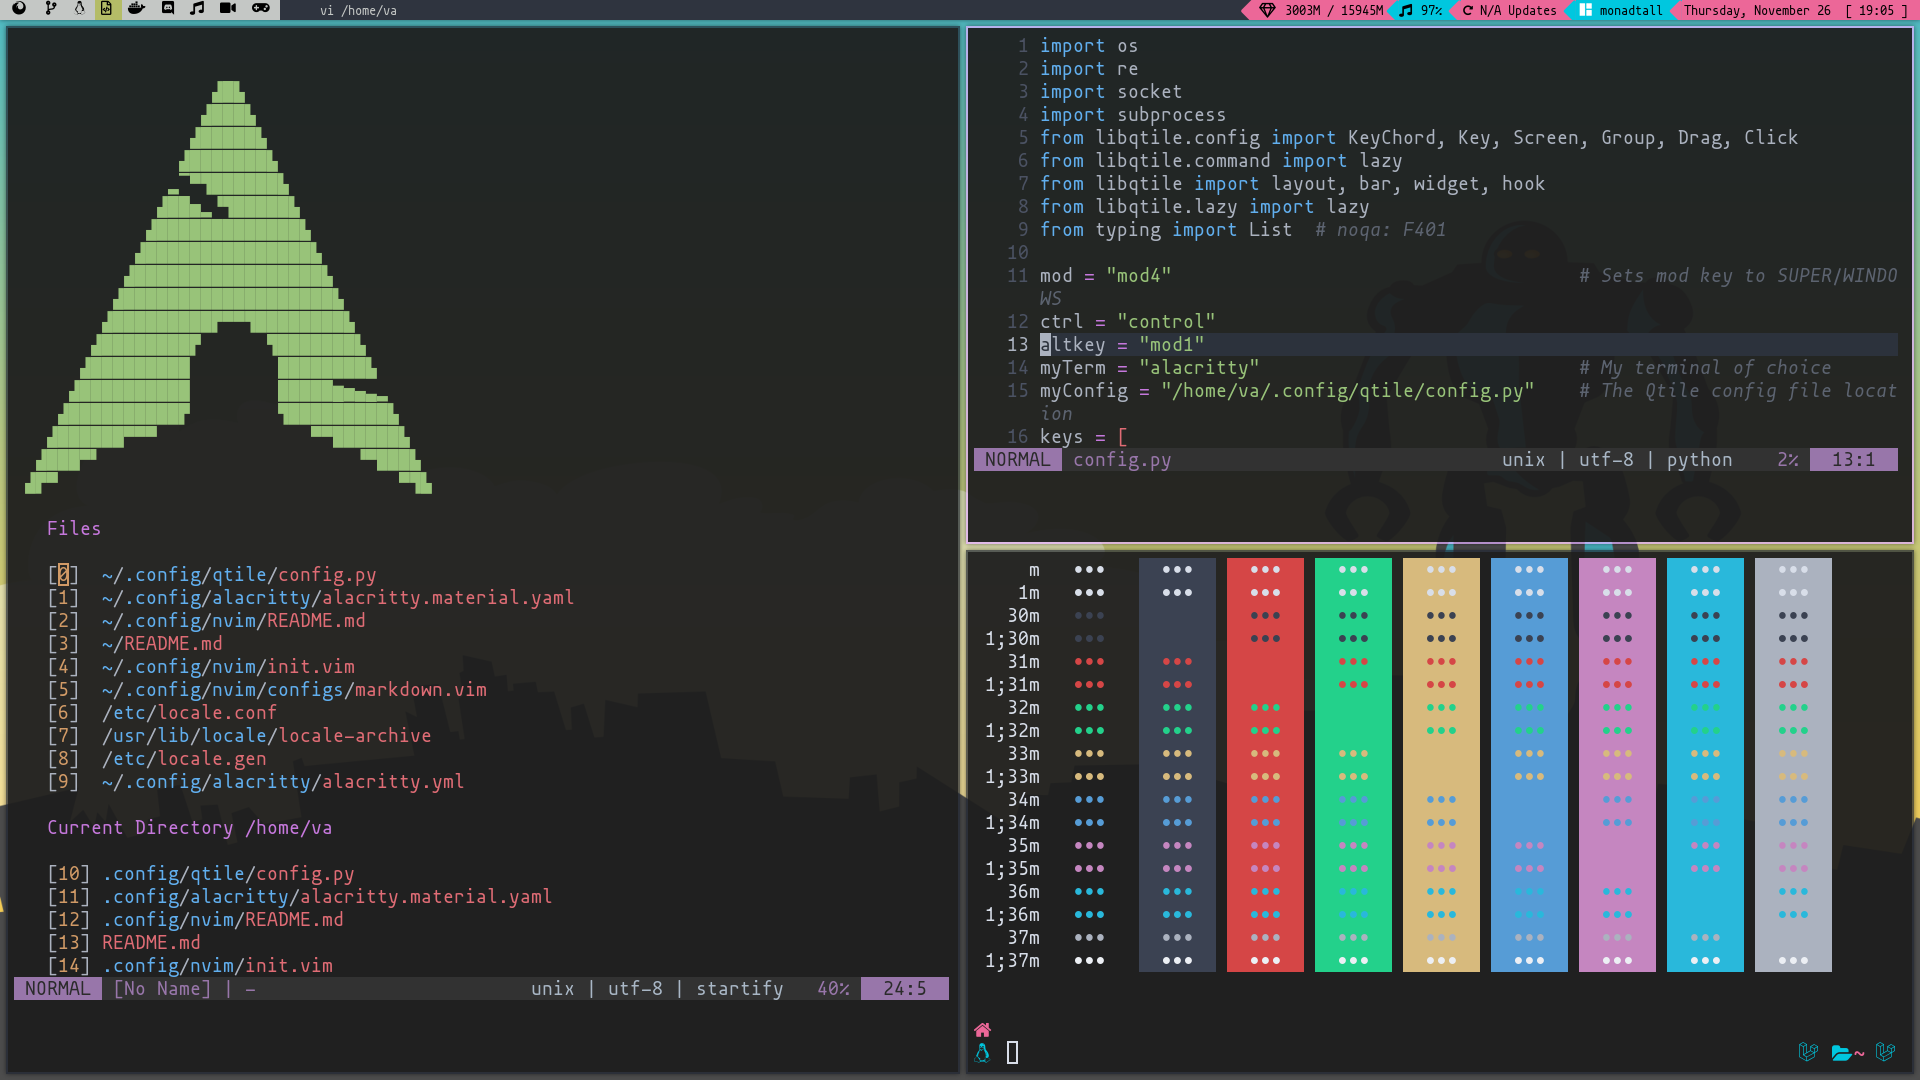 vi /home/va
3003M / 15945M
97%
N/A Updates
monadtall
Thursday, November 26 [ 19:05 ]
Files
[0] ~/.config/qtile/config.py
[1] ~/.config/alacritty/alacritty.material.yaml
[2] ~/.config/nvim/README.md
[3] ~/README.md
[4] ~/.config/nvim/init.vim
[5] ~/.config/nvim/configs/markdown.vim
[6] /etc/locale.conf
[7] /usr/lib/locale/locale-archive
[8] /etc/locale.gen
[9] ~/.config/alacritty/alacritty.yml
Current Directory /home/va
[10] .config/qtile/config.py
[11] .config/alacritty/alacritty.material.yaml
[12] .config/nvim/README.md
[13] README.md
[14] .config/nvim/init.vim
NORMAL [No Name] | - unix | utf-8 | startify 40% 24:5
1 import os
2 import re
3 import socket
4 import subprocess
5 from libqtile.config import KeyChord, Key, Screen, Group, Drag, Click
6 from libqtile.command import lazy
7 from libqtile import layout, bar, widget, hook
8 from libqtile.lazy import lazy
9 from typing import List  # noqa: F401
10
11 mod = "mod4" # Sets mod key to SUPER/WINDO
WS
12 ctrl = "control"
13 altkey = "mod1"
14 myTerm = "alacritty" # My terminal of choice
15 myConfig = "/home/va/.config/qtile/config.py" # The Qtile config file locat
ion
16 keys = [
NORMAL config.py unix | utf-8 | python 2% 13:1
m ••• ••• ••• ••• ••• ••• ••• ••• •••
1m ••• ••• ••• ••• ••• ••• ••• ••• •••
30m ••• ••• ••• ••• ••• ••• ••• •••
1;30m ••• ••• ••• ••• ••• ••• ••• •••
31m ••• ••• ••• ••• ••• ••• ••• •••
1;31m ••• ••• ••• ••• ••• ••• ••• •••
32m ••• ••• ••• ••• ••• ••• ••• •••
1;32m ••• ••• ••• ••• ••• ••• ••• •••
33m ••• ••• ••• ••• ••• ••• ••• •••
1;33m ••• ••• ••• ••• ••• ••• ••• •••
34m ••• ••• ••• ••• ••• ••• ••• •••
1;34m ••• ••• ••• ••• ••• ••• ••• •••
35m ••• ••• ••• ••• ••• ••• ••• •••
1;35m ••• ••• ••• ••• ••• ••• ••• •••
36m ••• ••• ••• ••• ••• ••• ••• •••
1;36m ••• ••• ••• ••• ••• ••• ••• •••
37m ••• ••• ••• ••• ••• ••• ••• •••
1;37m ••• ••• ••• ••• ••• ••• ••• ••• •••
~